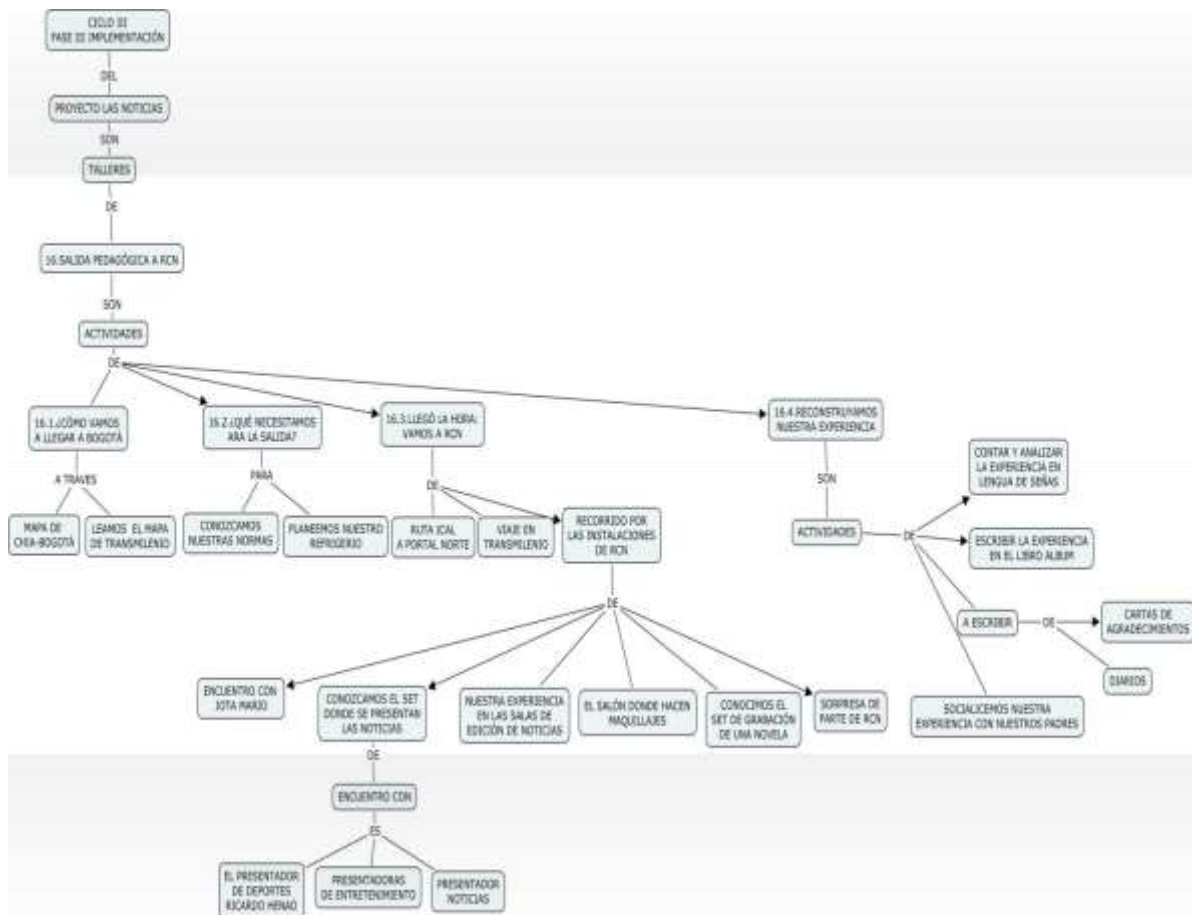 CICLO III
FASE III IMPLEMENTACIÓN
DEL
PROYECTO LAS NOTICIAS
SON
TALLERES
DE
16.SALIDA PEDAGÓGICA A RCN
SON
ACTIVIDADES
DE
16.1.¿CÓMO VAMOS
A LLEGAR A BOGOTÁ
16.2.¿QUÉ NECESITAMOS
ARA LA SALIDA?
16.3.LLEGÓ LA HORA:
VAMOS A RCN
16.4.RECONSTRUYAMOS
NUESTRA EXPERIENCIA
A TRAVES
PARA
DE
SON
MAPA DE
CHIA-BOGOTÁ
LEAMOS EL MAPA
DE TRANSMILENIO
CONOZCAMOS
NUESTRAS NORMAS
PLANEEMOS NUESTRO
REFRIGERIO
RUTA ICAL
A PORTAL NORTE
VIAJE EN
TRANSMILENIO
RECORRIDO POR
LAS INSTALACIONES
DE RCN
ACTIVIDADES
DE
CONTAR Y ANALIZAR
LA EXPERIENCIA EN
LENGUA DE SEÑAS
ESCRIBIR LA EXPERIENCIA
EN EL LIBRO ALBUM
A ESCRIBIR
DE
CARTAS DE
AGRADECIMIENTOS
DIARIOS
SOCIALICEMOS NUESTRA
EXPERIENCIA CON NUESTROS PADRES
DE
ENCUENTRO CON
JOTA MARIO
CONOZCAMOS EL SET
DONDE SE PRESENTAN
LAS NOTICIAS
NUESTRA EXPERIENCIA
EN LAS SALAS DE
EDICIÓN DE NOTICIAS
EL SALÓN DONDE HACEN
MAQUILLAJES
CONOCIMOS EL
SET DE GRABACIÓN
DE UNA NOVELA
SORPRESA DE
PARTE DE RCN
DE
ENCUENTRO CON
ES
EL PRESENTADOR
DE DEPORTES
RICARDO HENAO
PRESENTADORAS
DE ENTRETENIMIENTO
PRESENTADOR
NOTICIAS